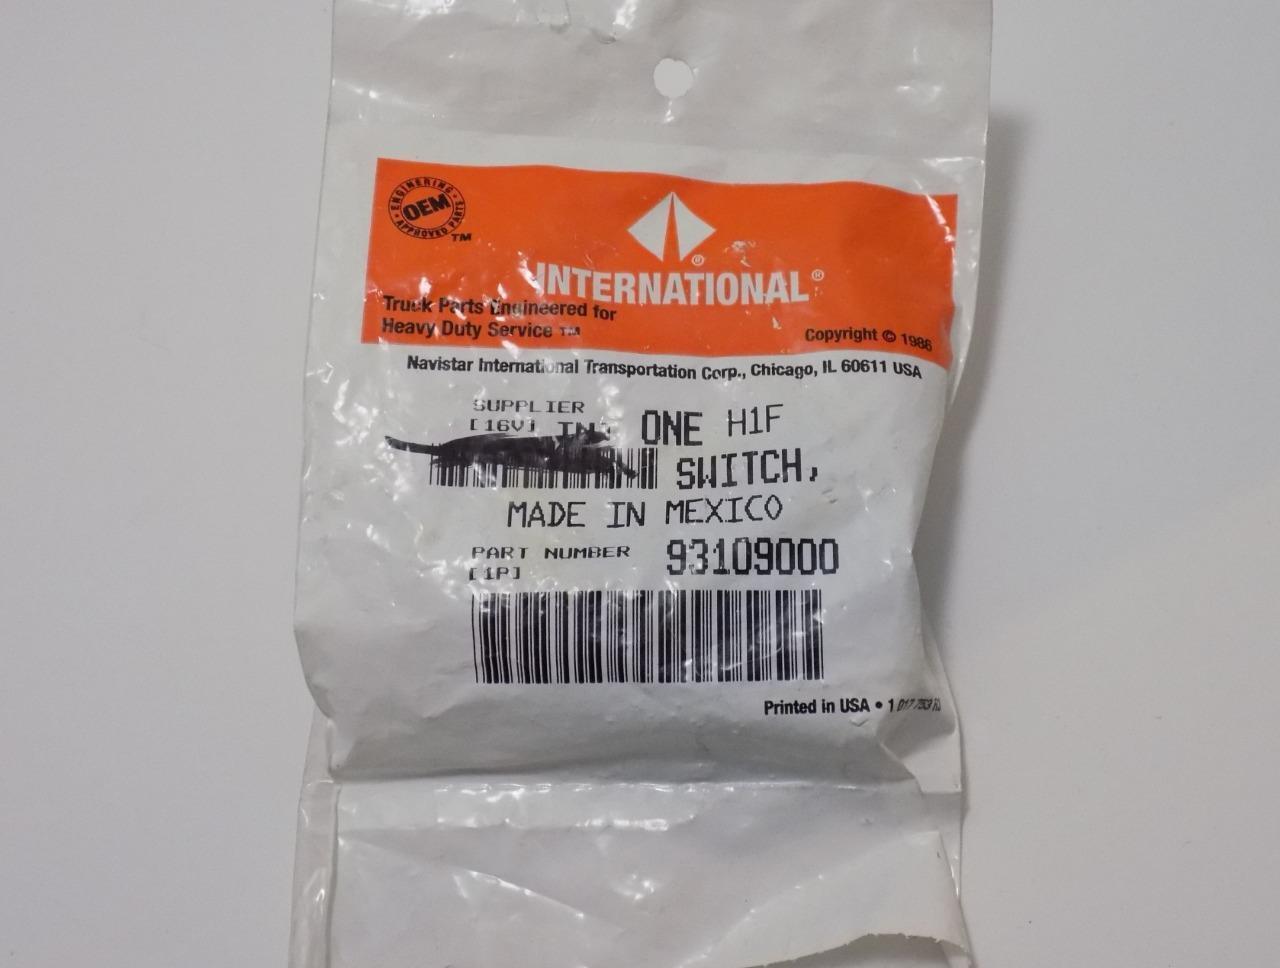 ENGINEERING
OEM
APPROVED PARTS
TM
INTERNATIONAL®
Truck Parts Engineered for
Heavy Duty Service TM
Copyright © 1986
Navistar International Transportation Corp., Chicago, IL 60611 USA
SUPPLIER
[16V] ONE H1F
SWITCH,
MADE IN MEXICO
PART NUMBER 93109000
[1P]
Printed in USA • 1